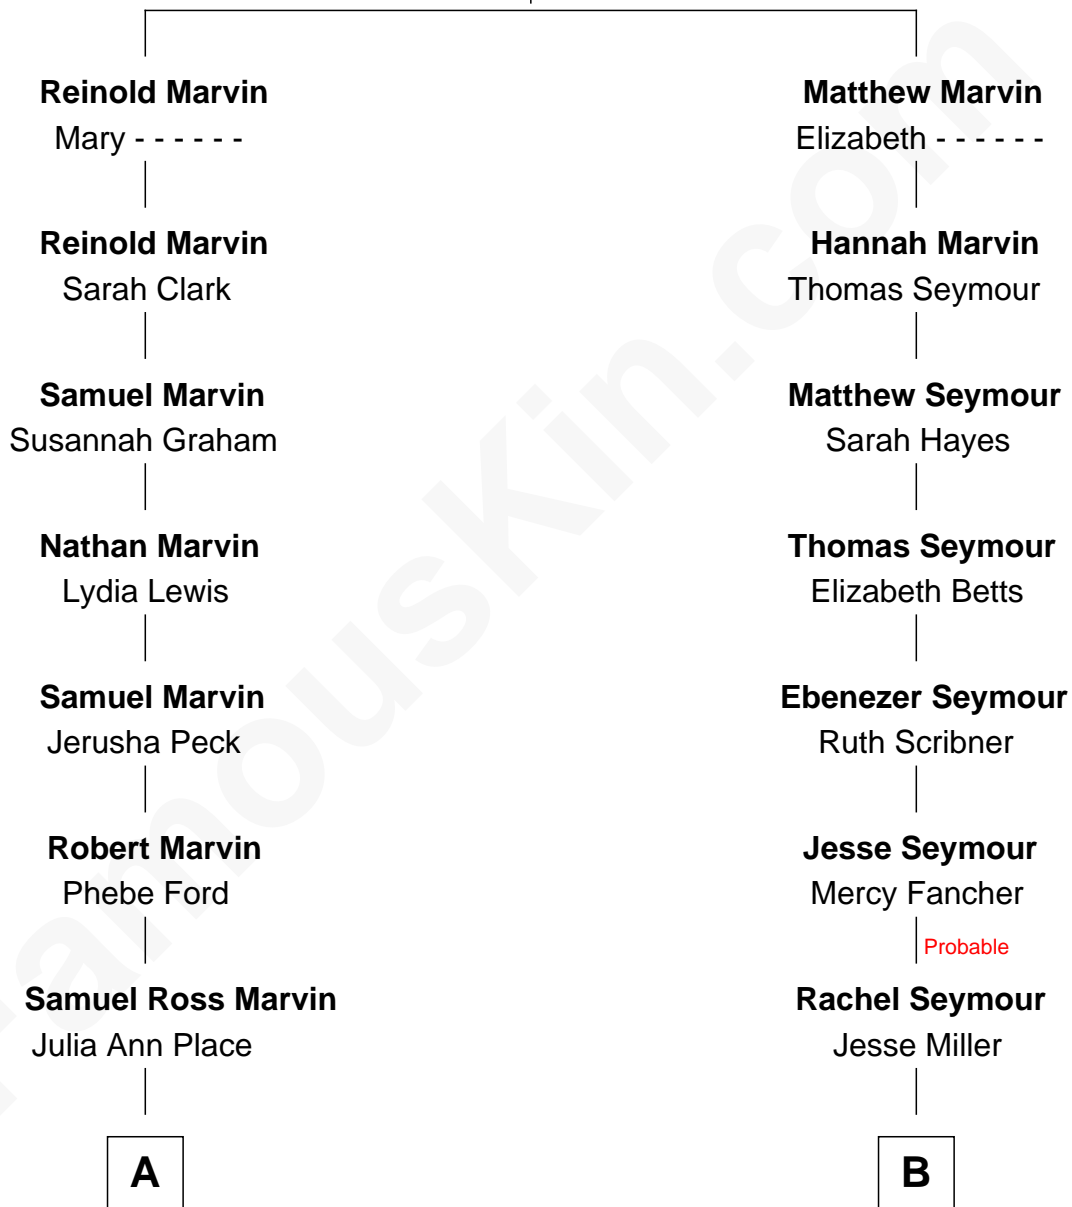 Reinold Marvin
Mary - - - - - -
Reinold Marvin
Sarah Clark
Samuel Marvin
Susannah Graham
Nathan Marvin
Lydia Lewis
Samuel Marvin
Jerusha Peck
Robert Marvin
Phebe Ford
Samuel Ross Marvin
Julia Ann Place
A
Matthew Marvin
Elizabeth - - - - - -
Hannah Marvin
Thomas Seymour
Matthew Seymour
Sarah Hayes
Thomas Seymour
Elizabeth Betts
Ebenezer Seymour
Ruth Scribner
Jesse Seymour
Mercy Fancher
Probable
Rachel Seymour
Jesse Miller
B
FamousKin.com